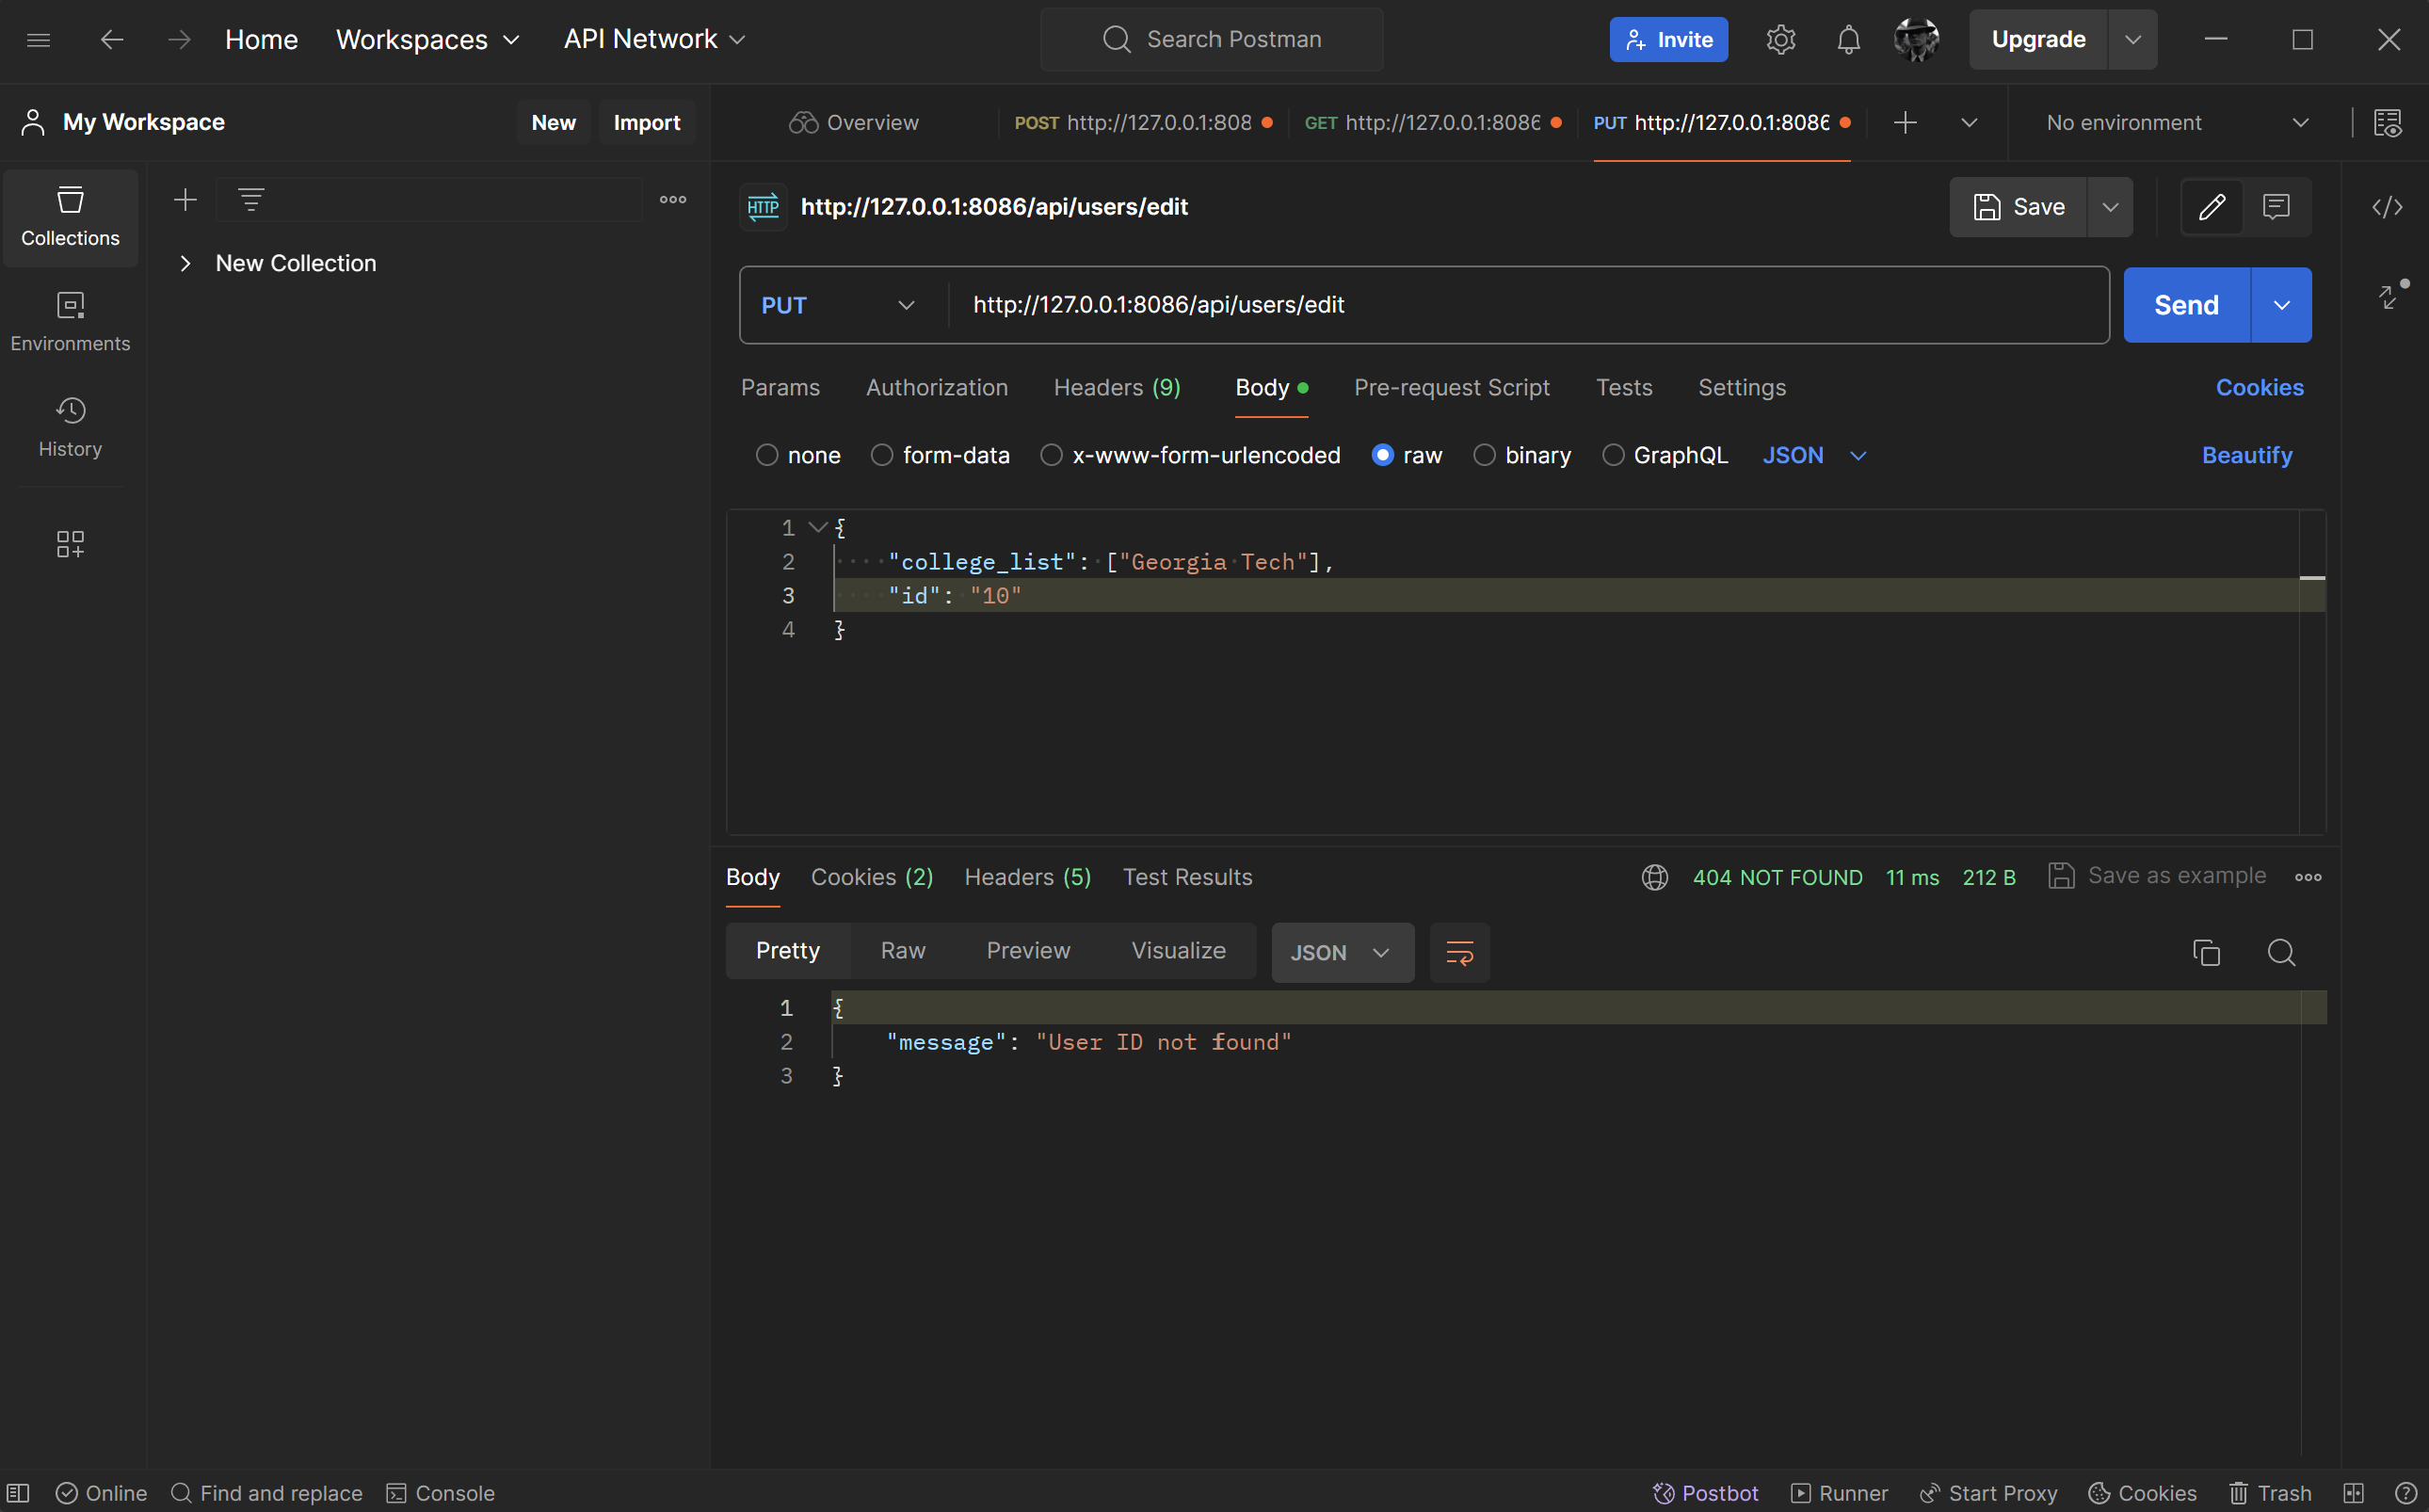 Home Workspaces API Network Search Postman Invite Upgrade
My Workspace New Import Overview POST http://127.0.0.1:808 GET http://127.0.0.1:8086 PUT http://127.0.0.1:8086 No environment
HTTP http://127.0.0.1:8086/api/users/edit Save
Collections
New Collection
PUT http://127.0.0.1:8086/api/users/edit Send
Environments
Params Authorization Headers (9) Body Pre-request Script Tests Settings Cookies
History
none form-data x-www-form-urlencoded raw binary GraphQL JSON Beautify
1 {
2 "college_list": ["Georgia Tech"],
3 "id": "10"
4 }
Body Cookies (2) Headers (5) Test Results 404 NOT FOUND 11 ms 212 B Save as example
Pretty Raw Preview Visualize JSON
1 {
2 "message": "User ID not found"
3 }
Online Find and replace Console Postbot Runner Start Proxy Cookies Trash